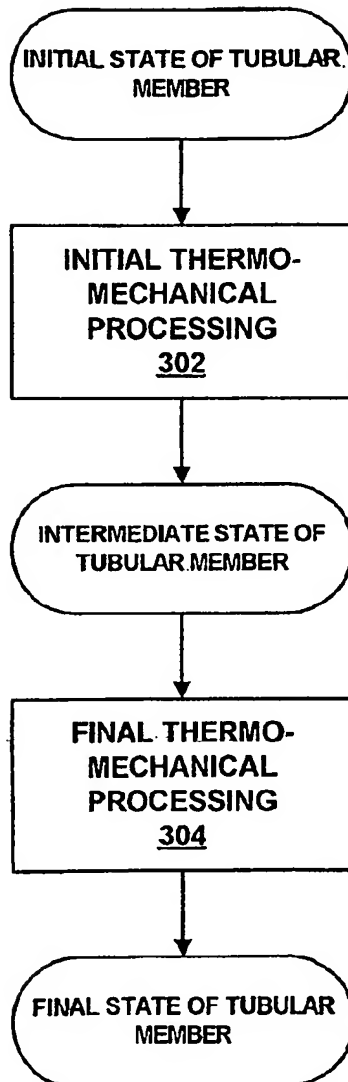 INITIAL STATE OF TUBULAR
MEMBER
INITIAL THERMO-
MECHANICAL
PROCESSING
302
INTERMEDIATE STATE OF
TUBULAR MEMBER
FINAL THERMO-
MECHANICAL
PROCESSING
304
FINAL STATE OF TUBULAR
MEMBER